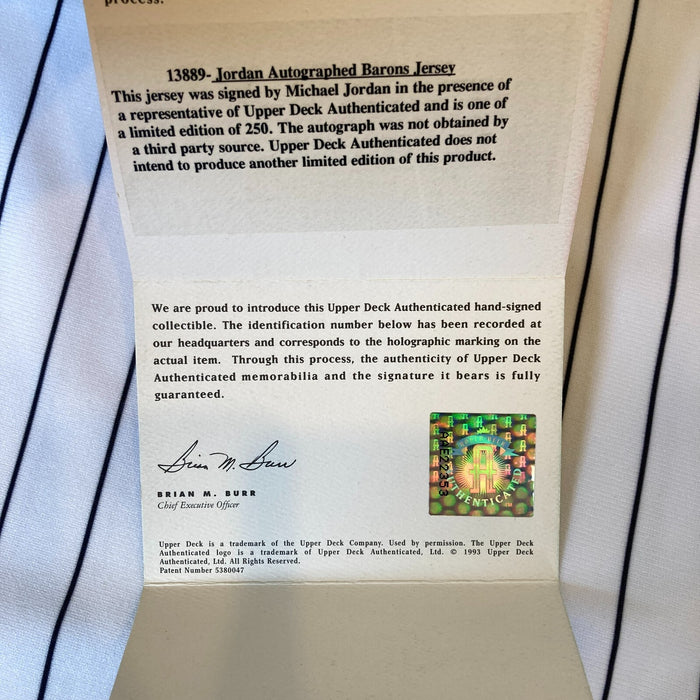 process.
13889- Jordan Autographed Barons Jersey
This jersey was signed by Michael Jordan in the presence of
a representative of Upper Deck Authenticated and is one of
a limited edition of 250. The autograph was not obtained by
a third party source. Upper Deck Authenticated does not
intend to produce another limited edition of this product.
We are proud to introduce this Upper Deck Authenticated hand-signed
collectible. The identification number below has been recorded at
our headquarters and corresponds to the holographic marking on the
actual item. Through this process, the authenticity of Upper Deck
Authenticated memorabilia and the signature it bears is fully
guaranteed.
Brian M. Burr
BRIAN M. BURR
Chief Executive Officer
UPPER DECK
AUTHENTICATED
AAE22353
Upper Deck is a trademark of the Upper Deck Company. Used by permission. The Upper Deck
Authenticated logo is a trademark of Upper Deck Authenticated, Ltd. © 1993 Upper Deck
Authenticated, Ltd. All Rights Reserved.
Patent Number 5380047